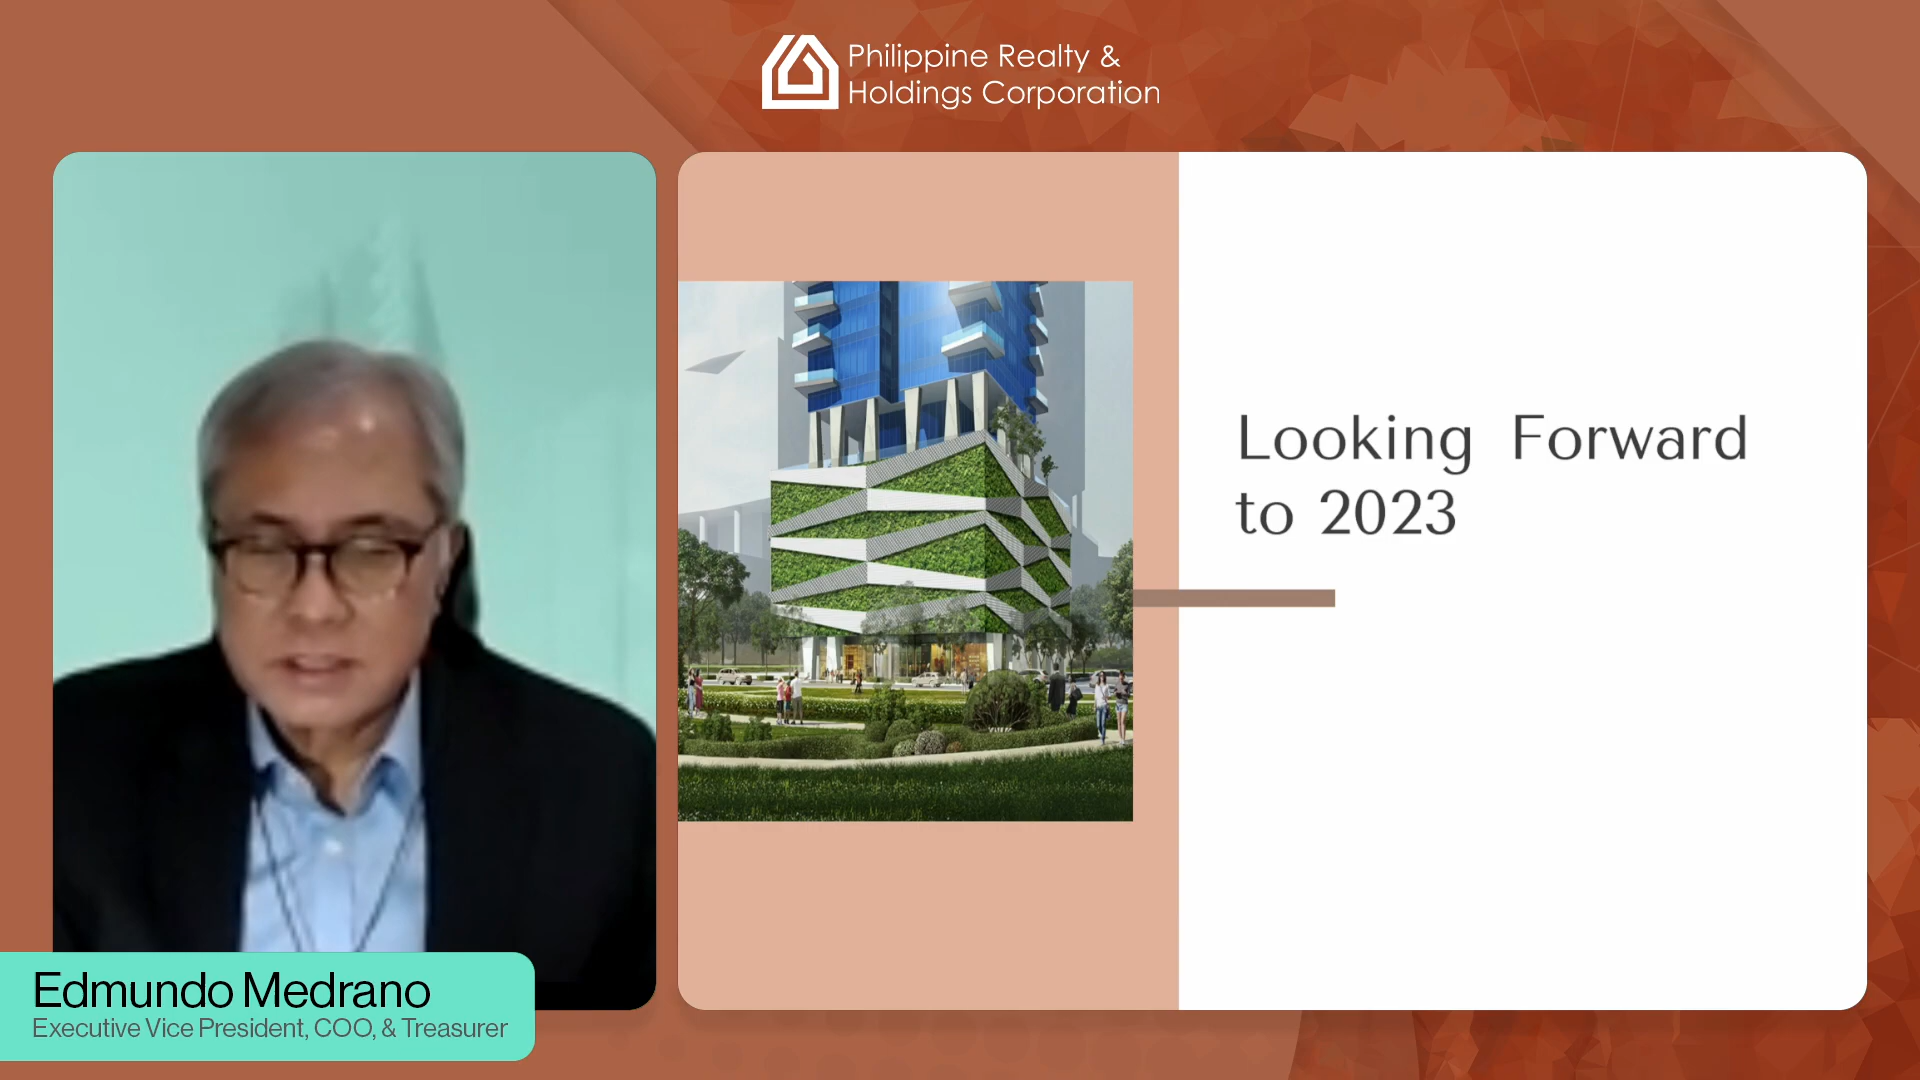 Philippine Realty &
Holdings Corporation
Looking Forward
to 2023
Edmundo Medrano
Executive Vice President, COO, & Treasurer